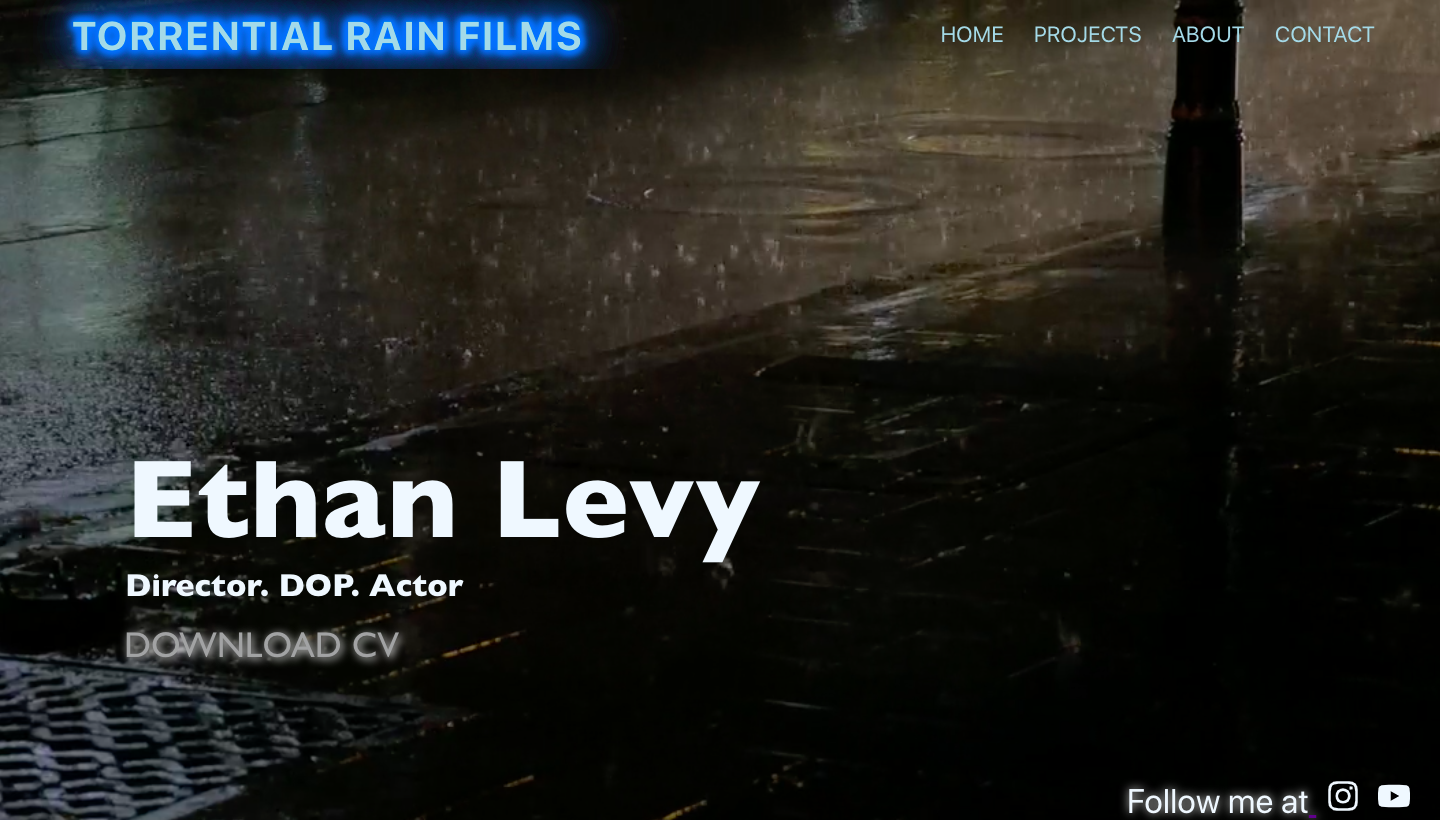 TORRENTIAL RAIN FILMS
HOME PROJECTS ABOUT CONTACT
Ethan Levy
Director. DOP. Actor
DOWNLOAD CV
Follow me at